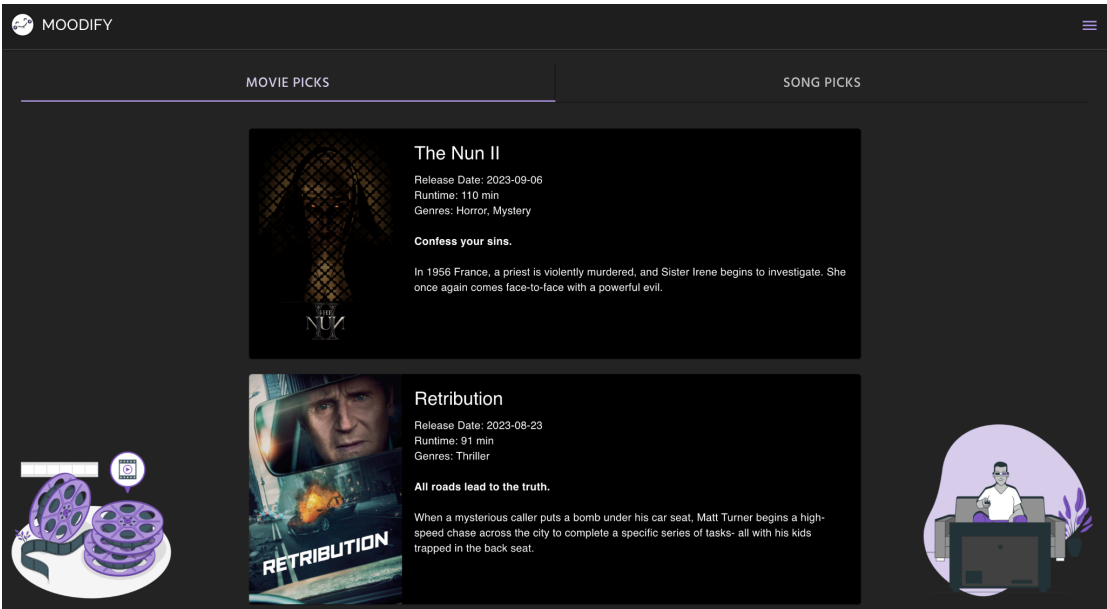 MOODIFY
MOVIE PICKS
SONG PICKS
The Nun II
Release Date: 2023-09-06
Runtime: 110 min
Genres: Horror, Mystery
Confess your sins.
In 1956 France, a priest is violently murdered, and Sister Irene begins to investigate. She
once again comes face-to-face with a powerful evil.
THE
NUN
II
Retribution
Release Date: 2023-08-23
Runtime: 91 min
Genres: Thriller
All roads lead to the truth.
When a mysterious caller puts a bomb under his car seat, Matt Turner begins a high-
speed chase across the city to complete a specific series of tasks- all with his kids
trapped in the back seat.
RETRIBUTION